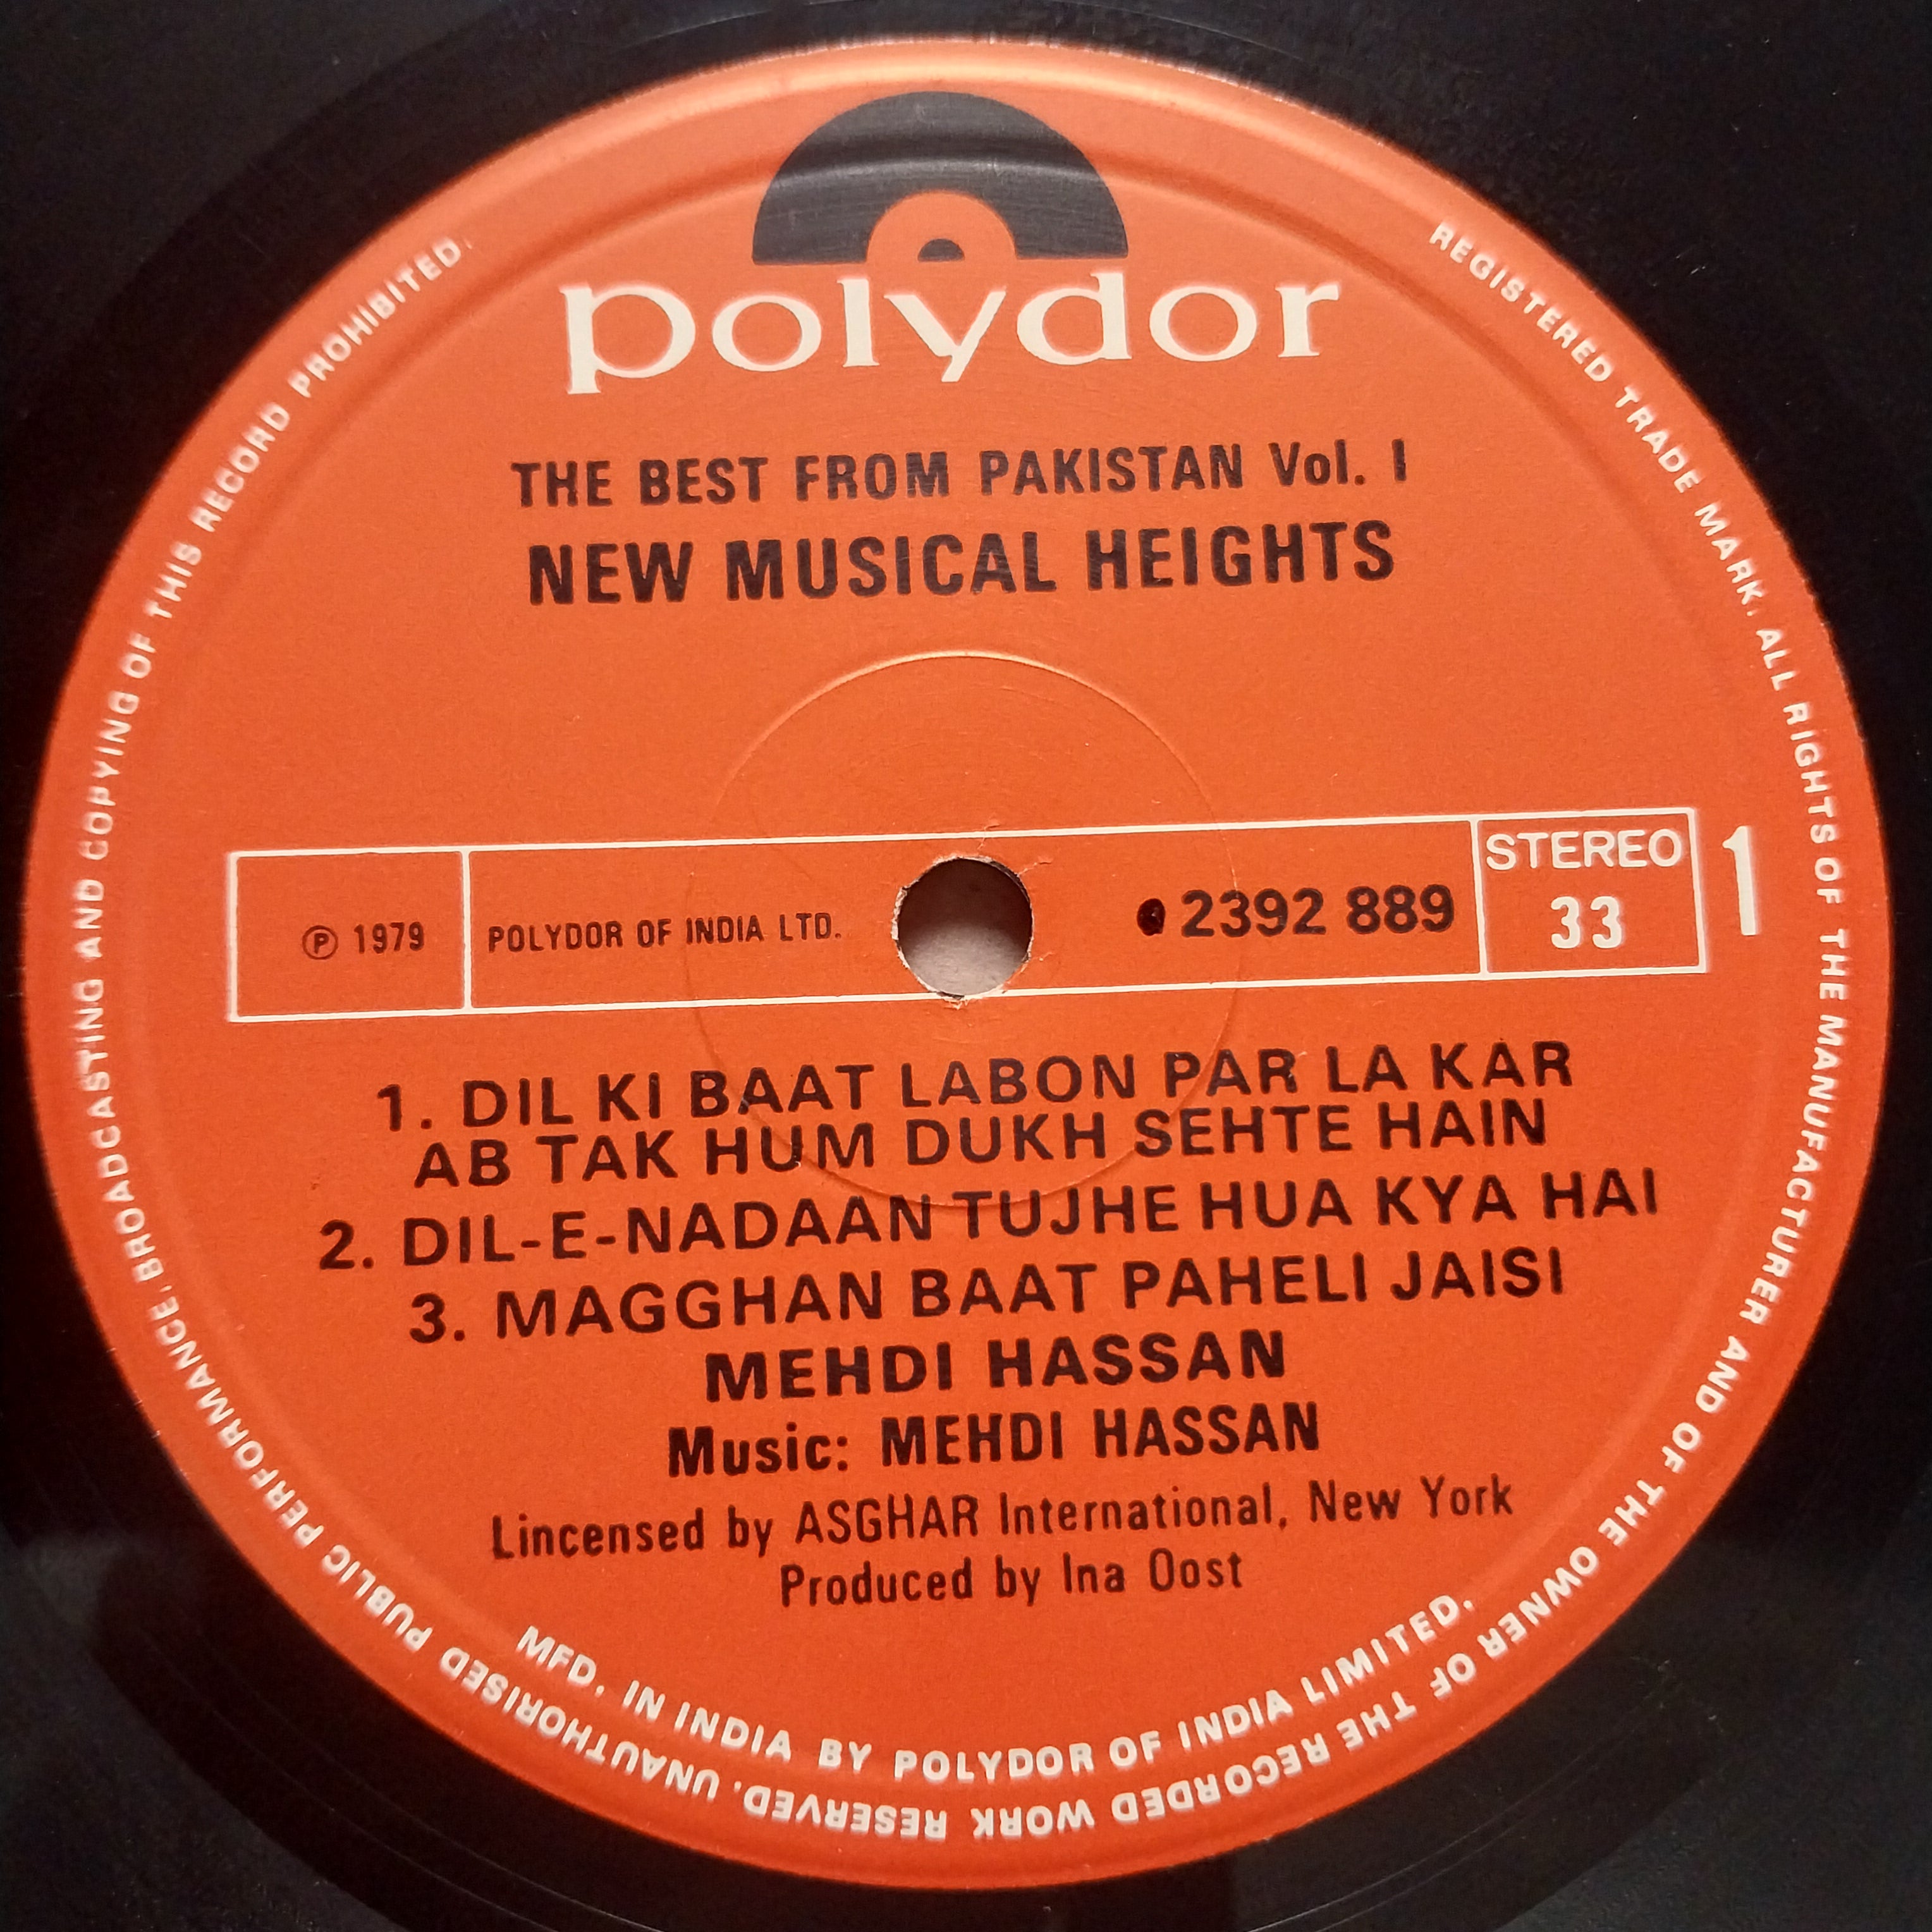 polydor
THE BEST FROM PAKISTAN Vol. I
NEW MUSICAL HEIGHTS
Ⓟ 1979
POLYDOR OF INDIA LTD.
2392 889
STEREO
33
1
1. DIL KI BAAT LABON PAR LA KAR
AB TAK HUM DUKH SEHTE HAIN
2. DIL-E-NADAAN TUJHE HUA KYA HAI
3. MAGGHAN BAAT PAHELI JAISI
MEHDI HASSAN
Music: MEHDI HASSAN
Lincensed by ASGHAR International, New York
Produced by Ina Oost
MFD. IN INDIA BY POLYDOR OF INDIA LIMITED.
REGISTERED TRADE MARK. ALL RIGHTS OF THE MANUFACTURER AND OF THE OWNER OF THE RECORDED WORK RESERVED. UNAUTHORISED PUBLIC PERFORMANCE. BROADCASTING AND COPYING OF THIS RECORD PROHIBITED.